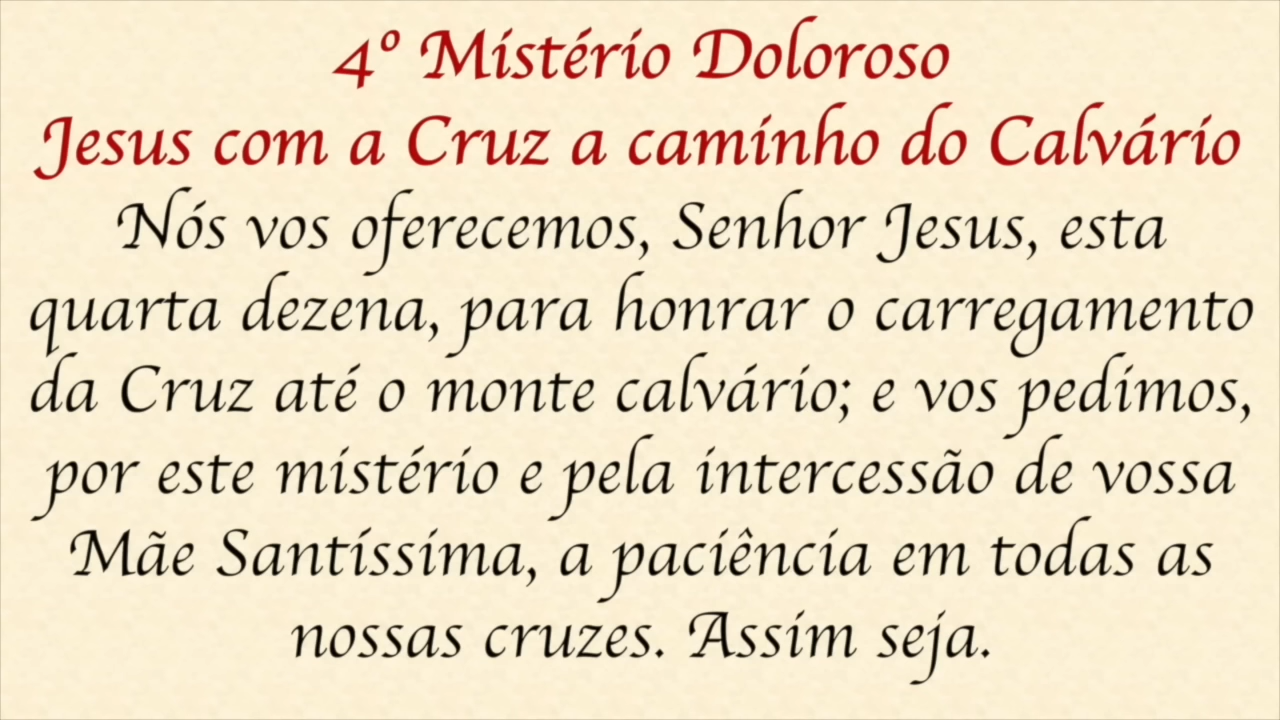 4º Mistério Doloroso
Jesus com a Cruz a caminho do Calvário
Nós vos oferecemos, Senhor Jesus, esta
quarta dezena, para honrar o carregamento
da Cruz até o monte calvário; e vos pedimos,
por este mistério e pela intercessão de vossa
Mãe Santíssima, a paciência em todas as
nossas cruzes. Assim seja.